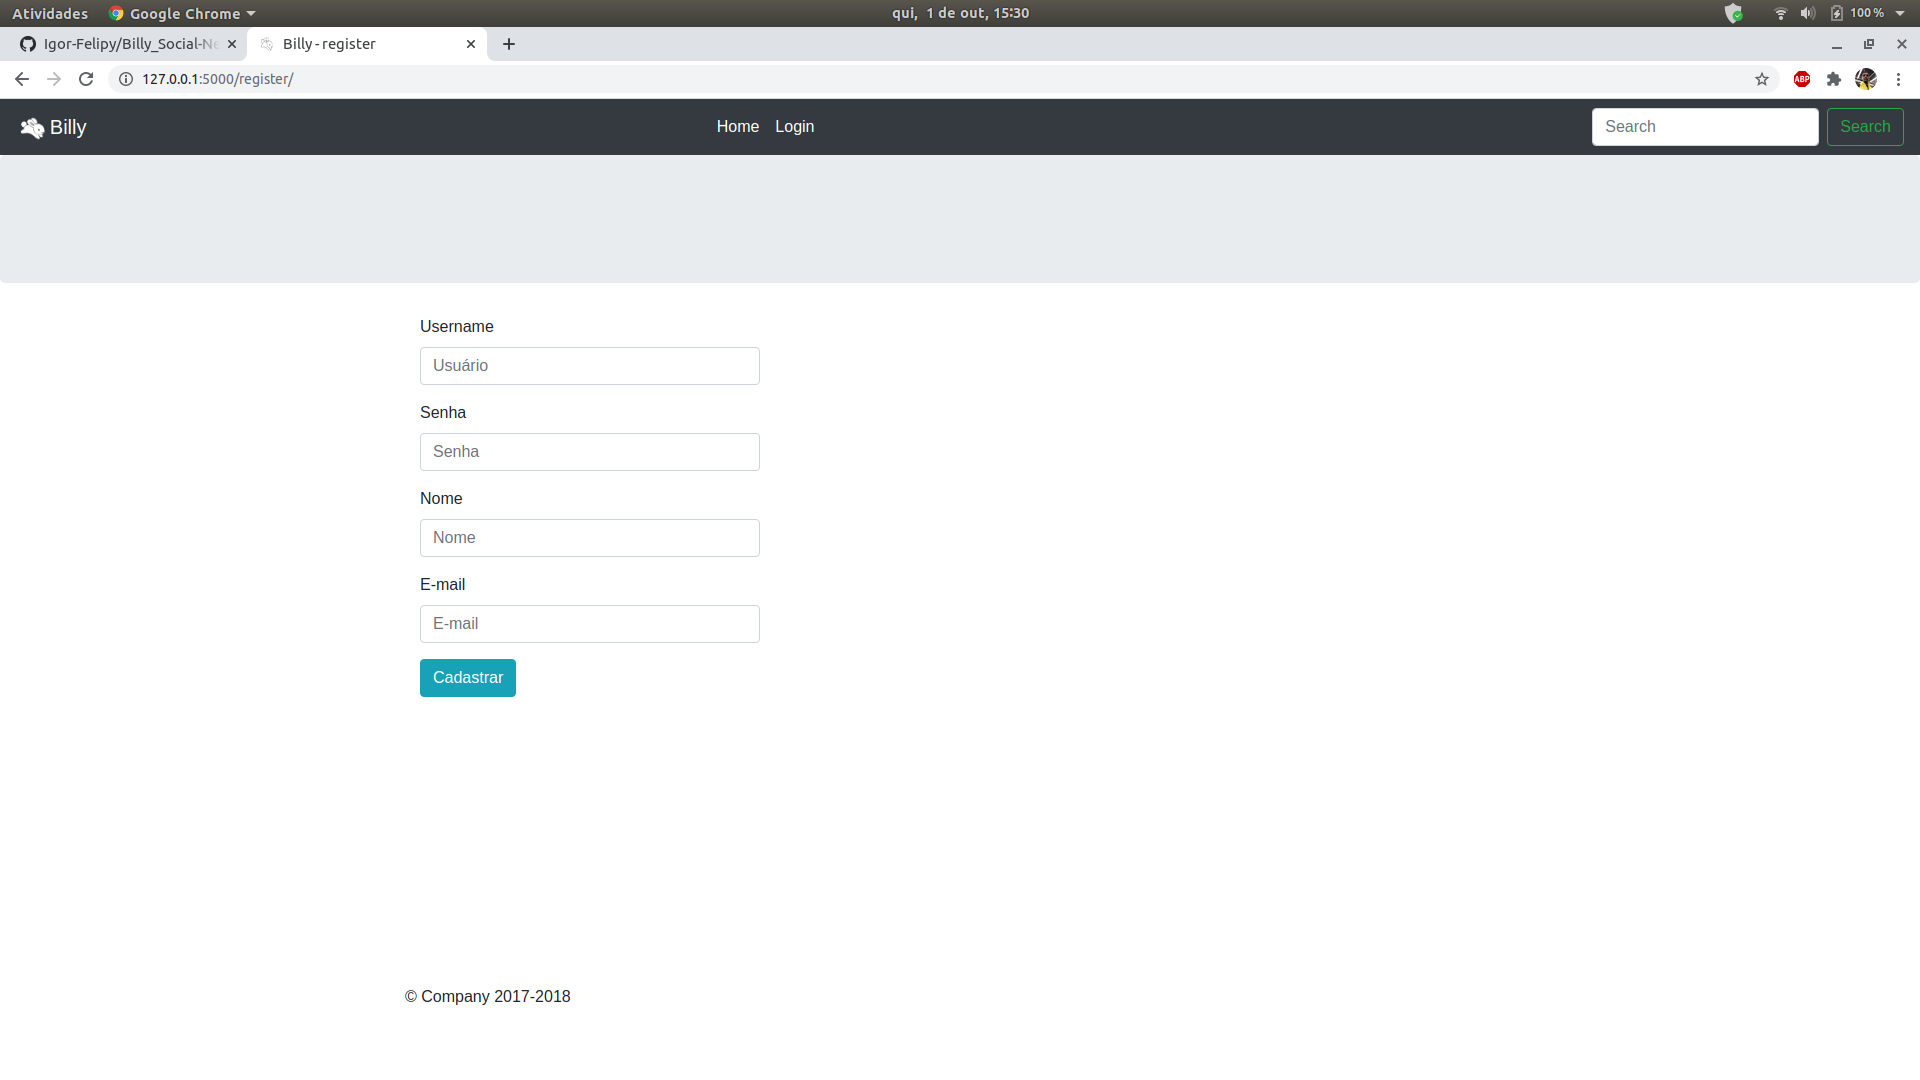 Atividades Google Chrome qui, 1 de out, 15:30 100 %
Igor-Felipy/Billy_Social-Ne Billy - register
127.0.0.1:5000/register/ ABP
Billy Home Login Search Search
Username
Usuário
Senha
Senha
Nome
Nome
E-mail
E-mail
Cadastrar
© Company 2017-2018